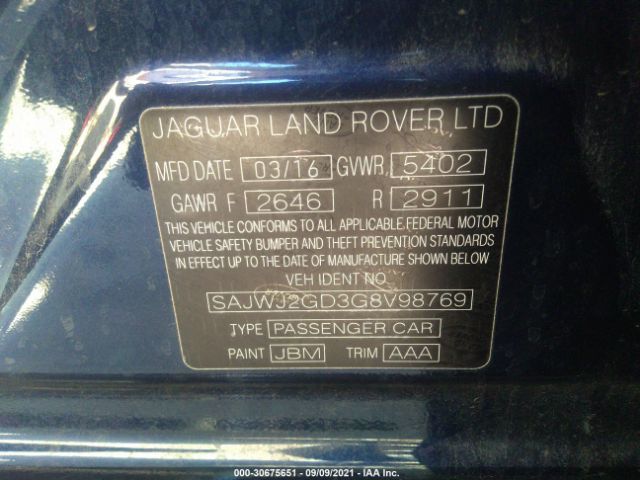 JAGUAR LAND ROVER LTD
MFD DATE 03/16 GVWR 5402
GAWR F 2646 R 2911
THIS VEHICLE CONFORMS TO ALL APPLICABLE FEDERAL MOTOR
VEHICLE SAFETY BUMPER AND THEFT PREVENTION STANDARDS
IN EFFECT UP TO THE DATE OF MANUFACTURE SHOWN BELOW
VEH IDENT NO
SAJWJ2GD3G8V98769
TYPE PASSENGER CAR
PAINT JBM TRIM AAA
000-30675651 - 09/09/2021 - IAA Inc.